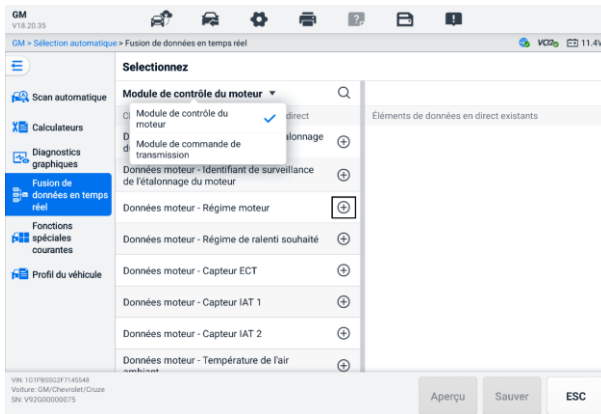 GM
V18.20.35
GM > Sélection automatique > Fusion de données en temps réel
VCI 11.4V
Selectionnez
Scan automatique
Calculateurs
Diagnostics
graphiques
Fusion de
données en temps
réel
Fonctions
spéciales
courantes
Profil du véhicule
Module de contrôle du moteur
Module de contrôle du
moteur
Module de commande de
transmission
direct
alonnage
Données moteur - Identifiant de surveillance
de l'étalonnage du moteur
Données moteur - Régime moteur
Données moteur - Régime de ralenti souhaité
Données moteur - Capteur ECT
Données moteur - Capteur IAT 1
Données moteur - Capteur IAT 2
Données moteur - Température de l'air
ambiant
Éléments de données en direct existants
VIN: 1G1PBSSG2F7145548
Voiture: GM/Chevrolet/Cruze
SN: V92G00000075
Aperçu
Sauver
ESC